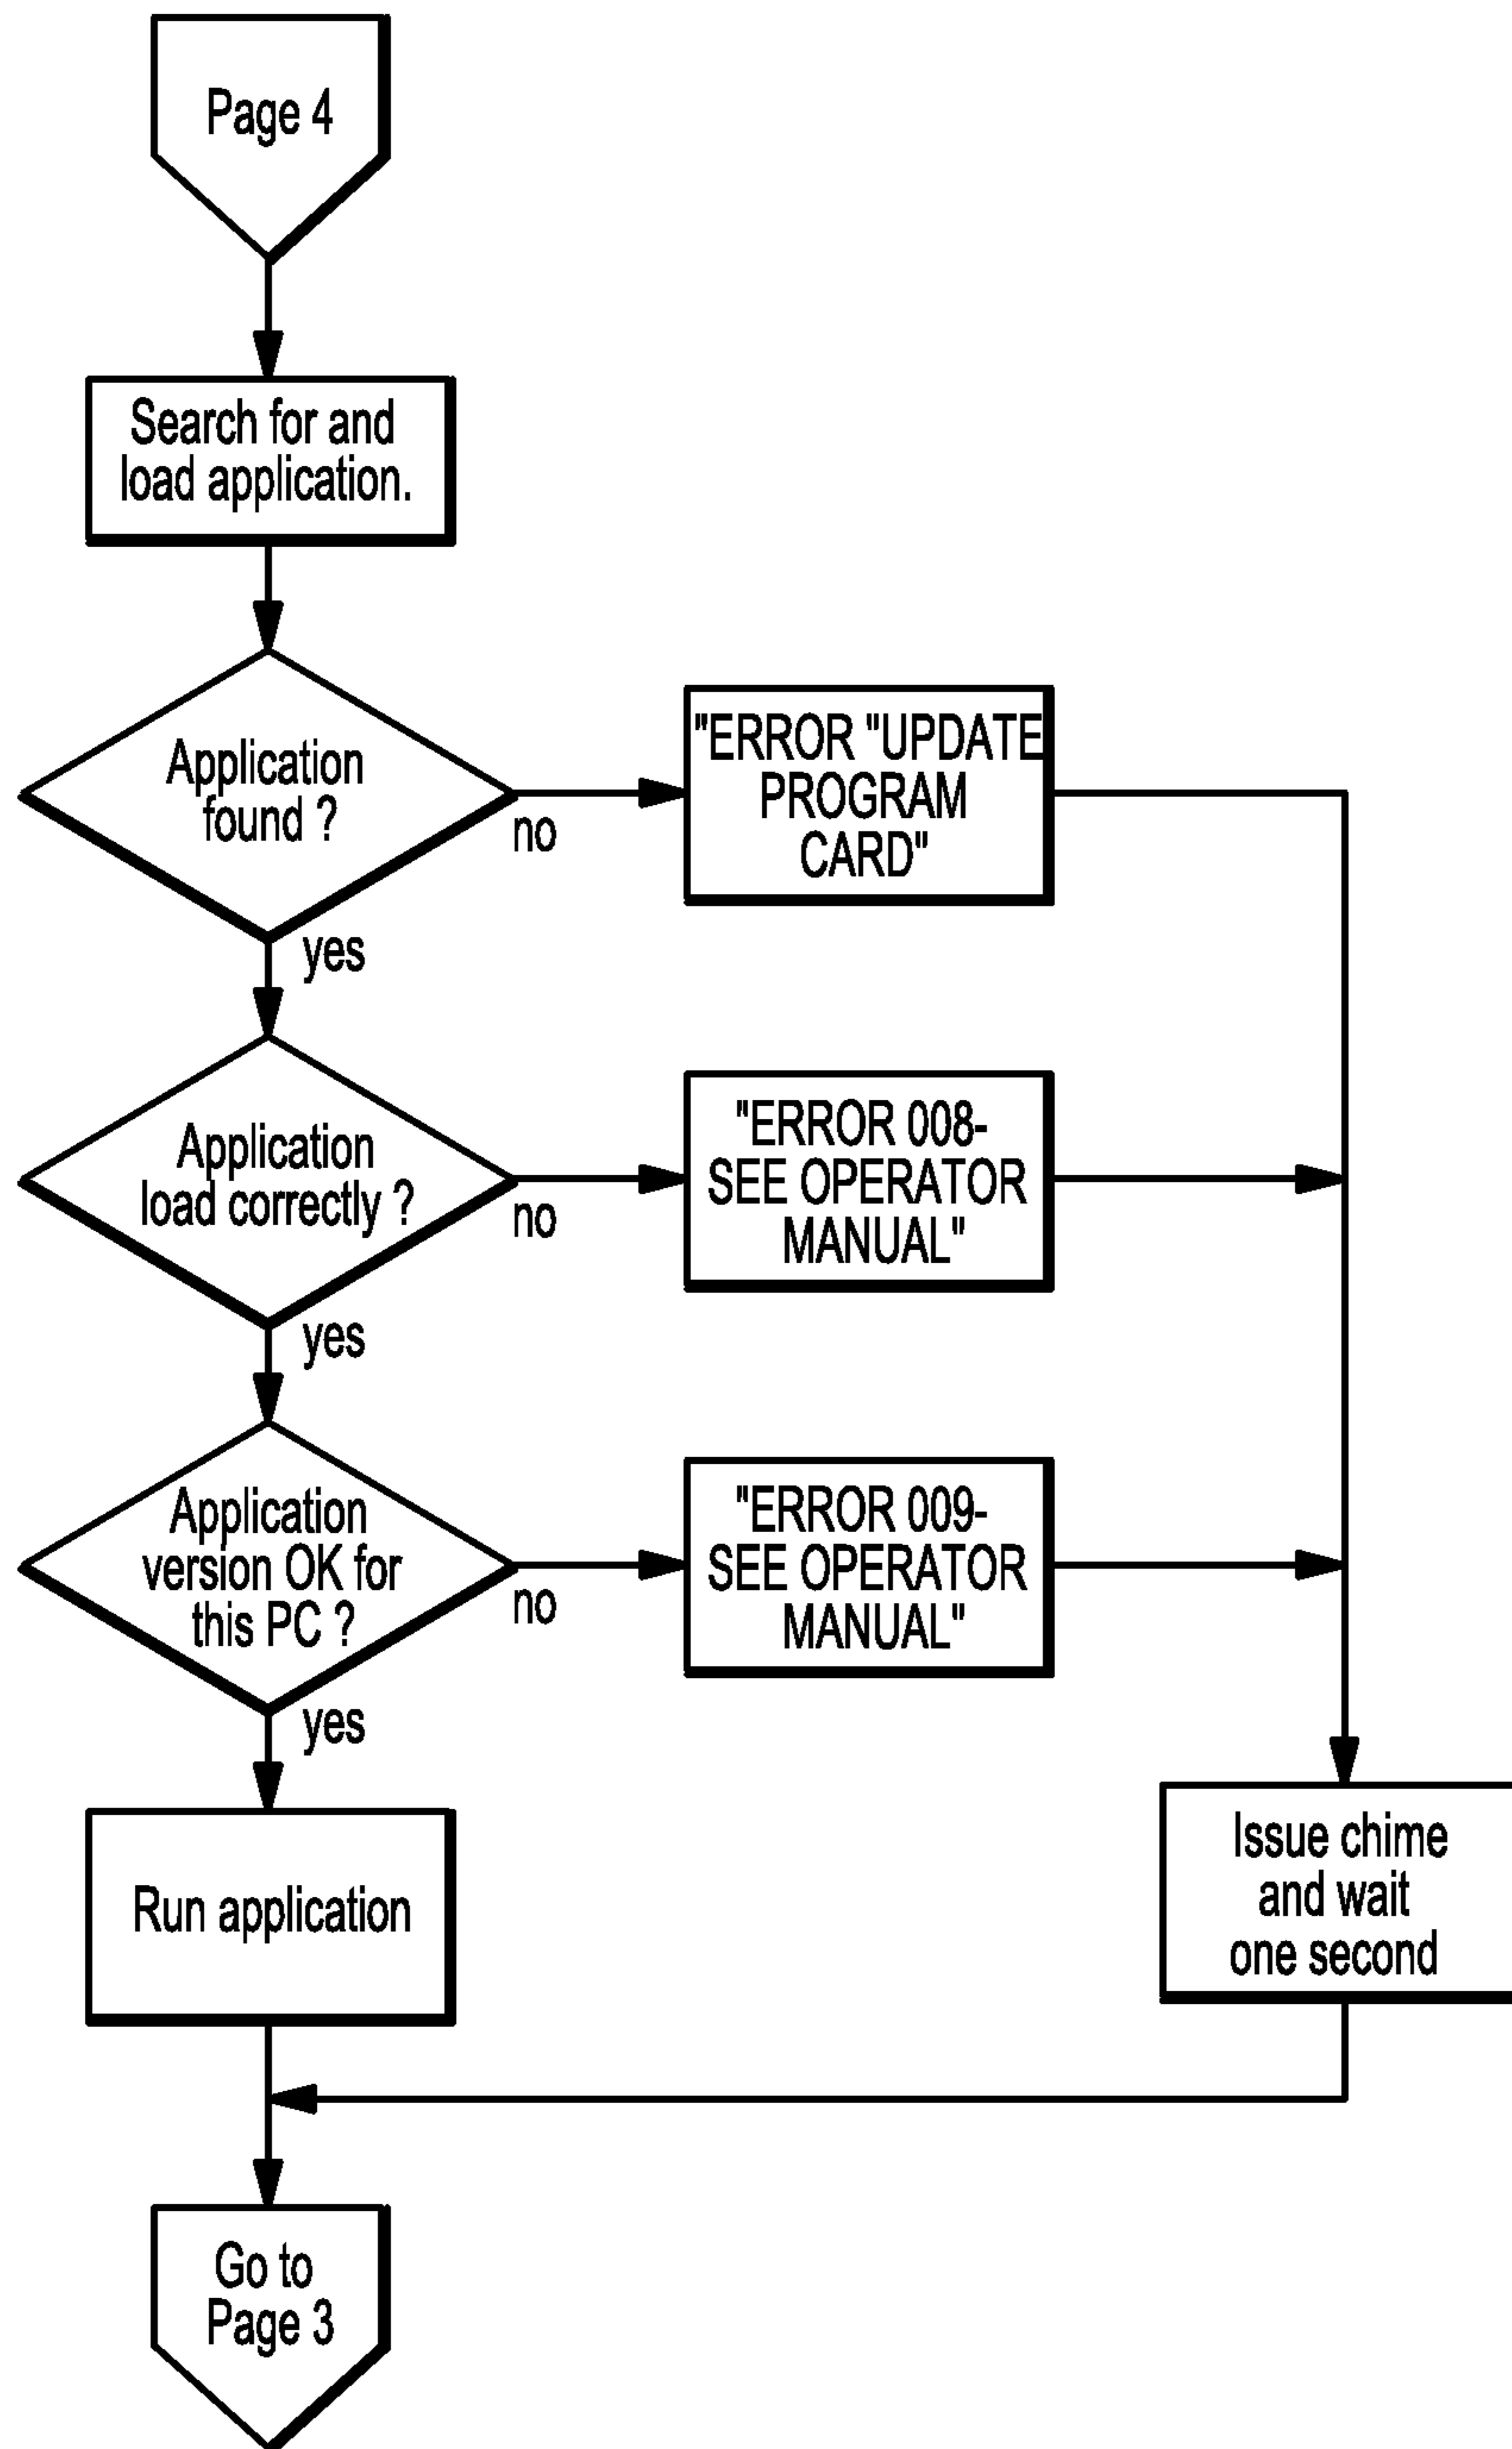 Page 4
Search for and
load application.
Application
found ?
no
"ERROR "UPDATE
PROGRAM
CARD"
yes
Application
load correctly ?
no
"ERROR 008-
SEE OPERATOR
MANUAL"
yes
Application
version OK for
this PC ?
no
"ERROR 009-
SEE OPERATOR
MANUAL"
yes
Run application
Issue chime
and wait
one second
Go to
Page 3